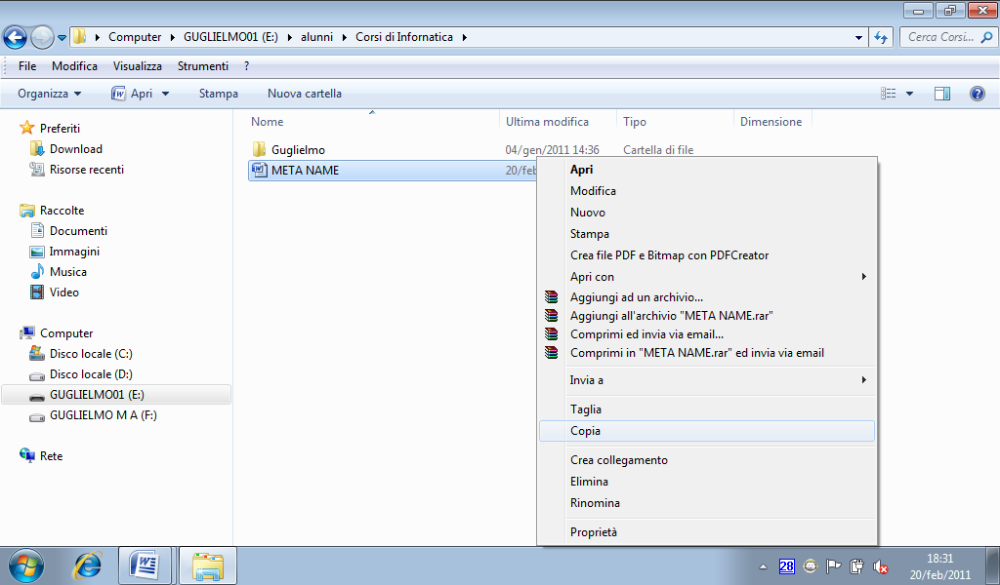 Computer GUGLIELMO01 (E:) alunni Corsi di Informatica
Cerca Corsi...
File Modifica Visualizza Strumenti ?
Organizza Apri Stampa Nuova cartella
Preferiti
Download
Risorse recenti
Raccolte
Documenti
Immagini
Musica
Video
Computer
Disco locale (C:)
Disco locale (D:)
GUGLIELMO01 (E:)
GUGLIELMO M A (F:)
Rete
Nome Ultima modifica Tipo Dimensione
Guglielmo 04/gen/2011 14:36 Cartella di file
META NAME 20/feb
Apri
Modifica
Nuovo
Stampa
Crea file PDF e Bitmap con PDFCreator
Apri con
Aggiungi ad un archivio...
Aggiungi all'archivio "META NAME.rar"
Comprimi ed invia via email...
Comprimi in "META NAME.rar" ed invia via email
Invia a
Taglia
Copia
Crea collegamento
Elimina
Rinomina
Proprietà
28
18:31
20/feb/2011